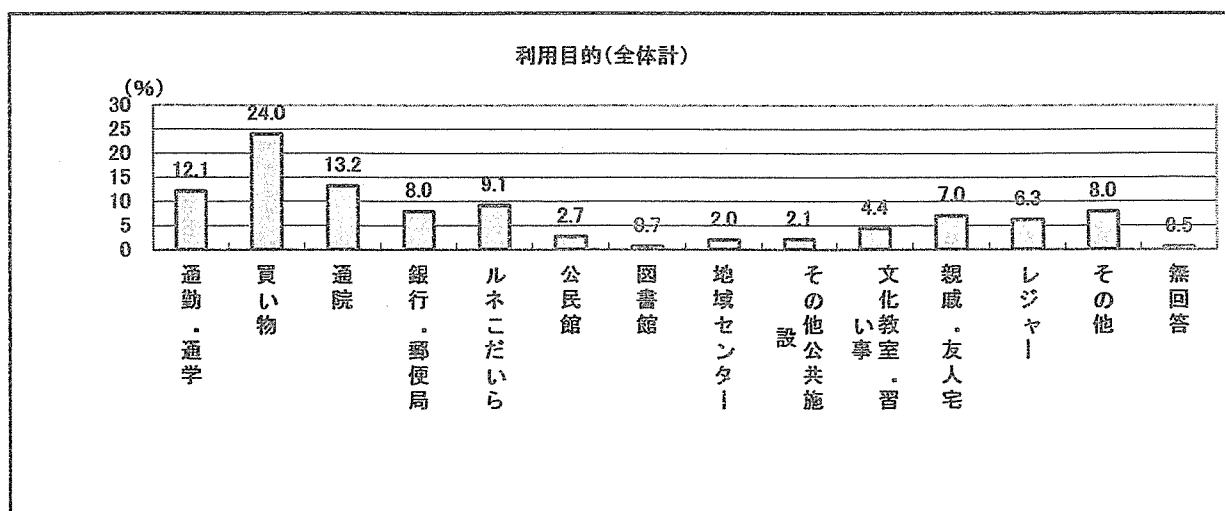 利用目的(全体計)
(%)
30
25
20
15
10
5
0
12.1
24.0
13.2
8.0
9.1
2.7
0.7
2.0
2.1
4.4
7.0
6.3
8.0
0.5
通勤・通学
買い物
通院
銀行・郵便局
ルネこだいら
公民館
図書館
地域センター
その他公共施
設
文化教室・習
い事
親戚・友人宅
レジャー
その他
無回答